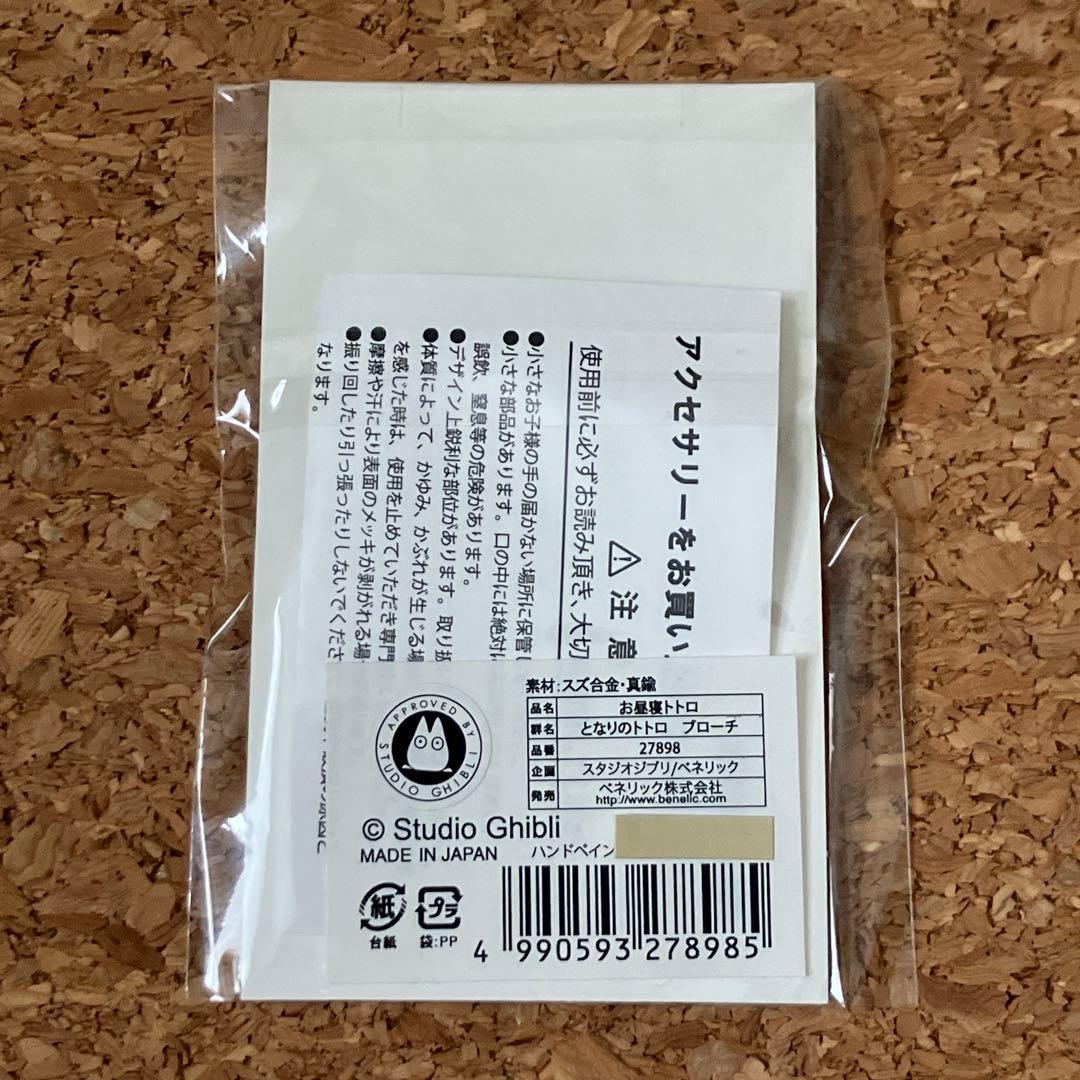 アクセサリーをお買い
⚠注意
使用前に必ずお読み頂き、大切
●小さなお子様の手の届かない場所に保管し
●小さな部品があります。口の中には絶対に
誤飲、窒息等の危険があります。
●デザイン上鋭利な部位があります。取り扱
●体質によって、かゆみ、かぶれが生じる場
を感じた時は、使用を止めていただき専門
●摩擦や汗により表面のメッキが剥がれる場
●振り回したり引っ張ったりしないでくださ
なります。
素材:スズ合金・真鍮
品名 お昼寝トトロ
群名 となりのトトロ ブローチ
品番 27898
企画 スタジオジブリ/ベネリック
発売 ベネリック株式会社
http://www.benelic.com
APPROVED BY
STUDIO GHIBLI
© Studio Ghibli
MADE IN JAPAN ハンドペイン
紙 プラ
台紙 袋:PP
4 990593 278985